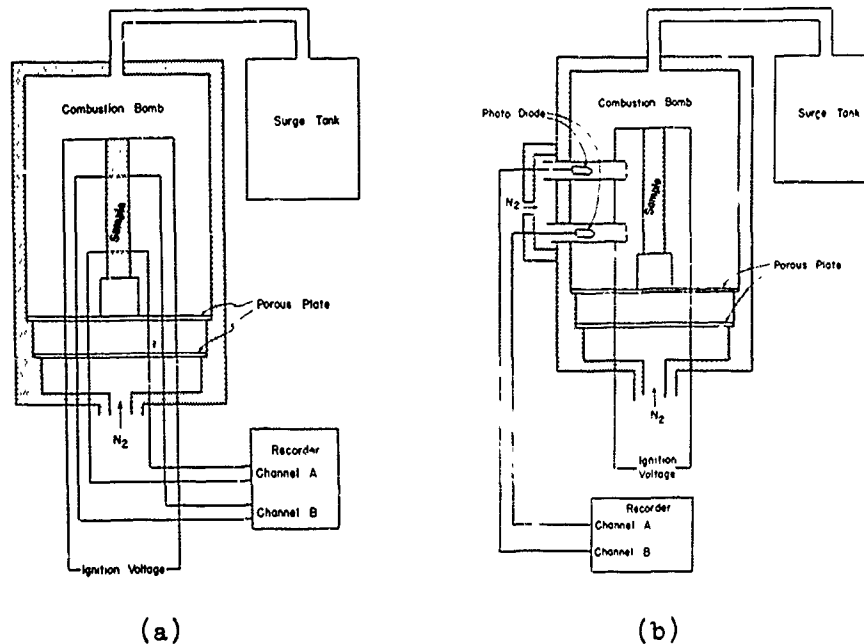 Combustion Bomb
Surge Tank
Sample
Porous Plate
N2
Recorder
Channel A
Channel B
Ignition Voltage
(a)
Photo Diode
Combustion Bomb
Surge Tank
N2
Sample
Porous Plate
N2
Ignition
Voltage
Recorder
Channel A
Channel B
(b)